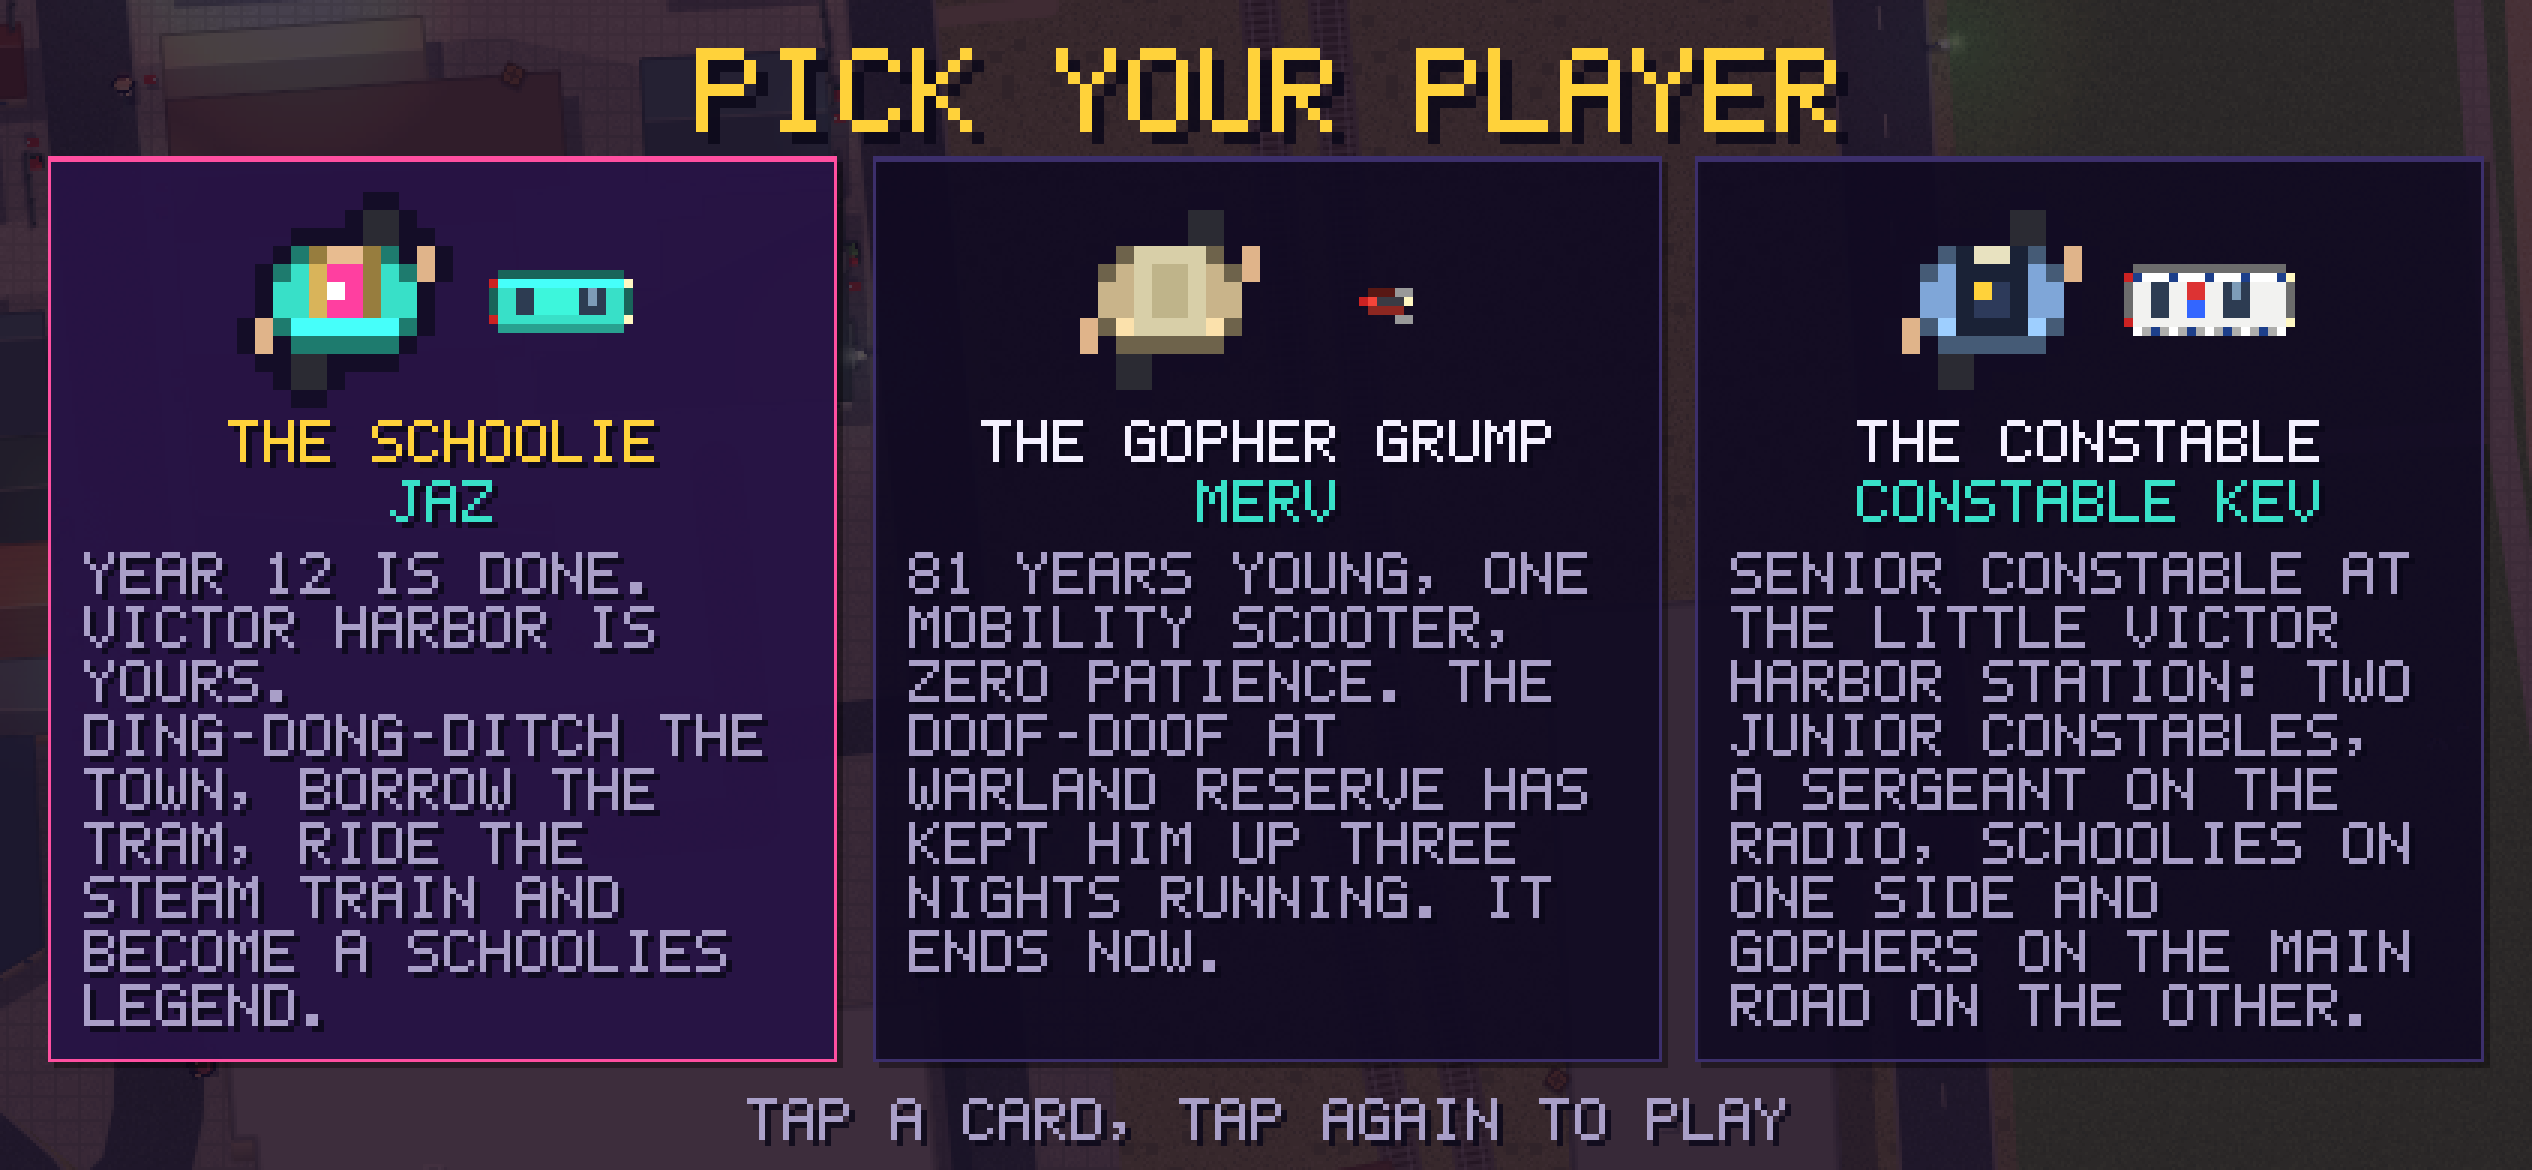 PICK YOUR PLAYER
THE SCHOOLIE
JAZ
YEAR 12 IS DONE.
VICTOR HARBOR IS
YOURS.
DING-DONG-DITCH THE
TOWN, BORROW THE
TRAM, RIDE THE
STEAM TRAIN AND
BECOME A SCHOOLIES
LEGEND.
THE GOPHER GRUMP
MERV
81 YEARS YOUNG, ONE
MOBILITY SCOOTER,
ZERO PATIENCE. THE
DOOF-DOOF AT
WARLAND RESERVE HAS
KEPT HIM UP THREE
NIGHTS RUNNING. IT
ENDS NOW.
THE CONSTABLE
CONSTABLE KEV
SENIOR CONSTABLE AT
THE LITTLE VICTOR
HARBOR STATION: TWO
JUNIOR CONSTABLES,
A SERGEANT ON THE
RADIO, SCHOOLIES ON
ONE SIDE AND
GOPHERS ON THE MAIN
ROAD ON THE OTHER.
TAP A CARD, TAP AGAIN TO PLAY